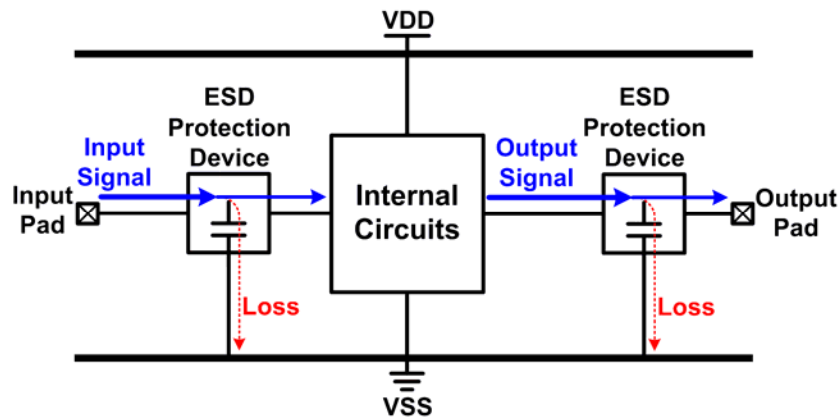 VDD
ESD
Protection
Device
ESD
Protection
Device
Input
Signal
Output
Signal
Input
Pad
Internal
Circuits
Output
Pad
Loss
Loss
VSS